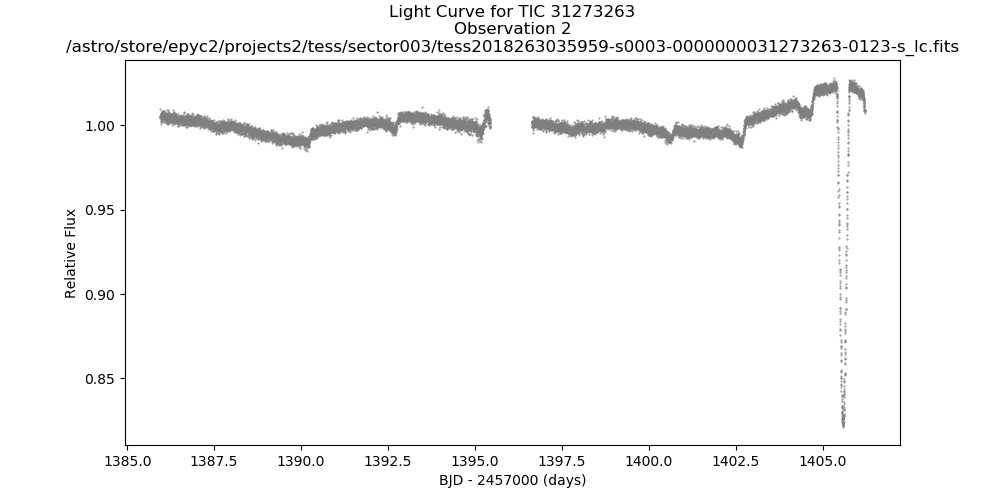 Light Curve for TIC 31273263
Observation 2
/astro/store/epyc2/projects2/tess/sector003/tess2018263035959-s0003-0000000031273263-0123-s_lc.fits
1.00
0.95
0.90
0.85
Relative Flux
1385.0 1387.5 1390.0 1392.5 1395.0 1397.5 1400.0 1402.5 1405.0
BJD - 2457000 (days)